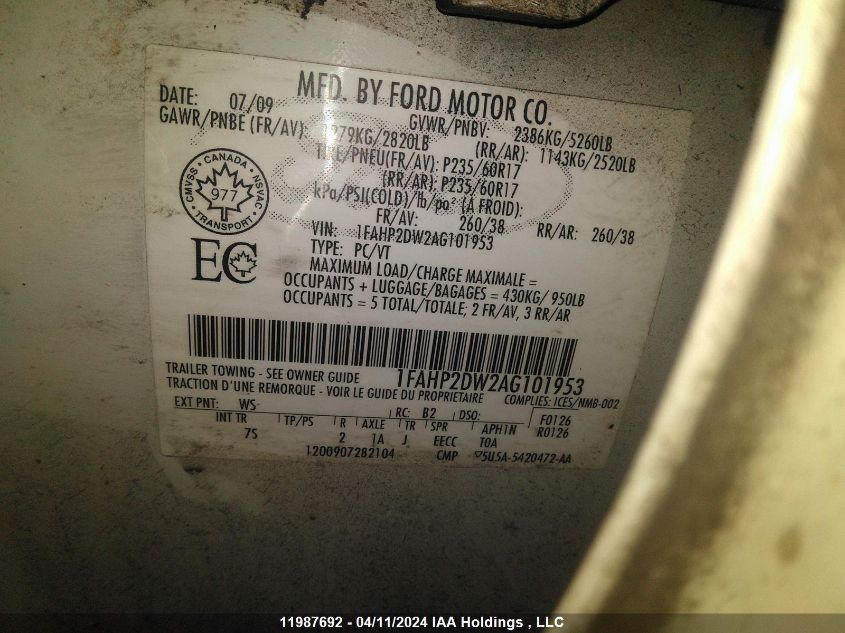 MFD. BY FORD MOTOR CO.
DATE: 07/09 GVWR/PNBV: 2386KG/5260LB
GAWR/PNBE (FR/AV): 1279KG/2820LB (RR/AR): 1143KG/2520LB
TIRE/PNEU(FR/AV): P235/60R17
(RR/AR): P235/60R17
kPa/PSI(COLD)/lb/po² (À FROID):
FR/AV: 260/38 RR/AR: 260/38
VIN: 1FAHP2DW2AG101953
TYPE: PC/VT
MAXIMUM LOAD/CHARGE MAXIMALE =
OCCUPANTS + LUGGAGE/BAGAGES = 430KG/ 950LB
OCCUPANTS = 5 TOTAL/TOTALE; 2 FR/AV, 3 RR/AR
CMVSS • CANADA • NSVAC
977
TRANSPORT
EC
1FAHP2DW2AG101953
TRAILER TOWING - SEE OWNER GUIDE
TRACTION D'UNE REMORQUE - VOIR LE GUIDE DU PROPRIETAIRE
COMPLIES: ICES/NMB-002
EXT PNT: WS RC: B2 DSO: F0126
INT TR TP/PS R AXLE TR SPR APH1N R0126
7S 2 1A J EECC T0A
1200907282104 CMP ▽5U5A-5420472-AA
11987692 - 04/11/2024 IAA Holdings , LLC